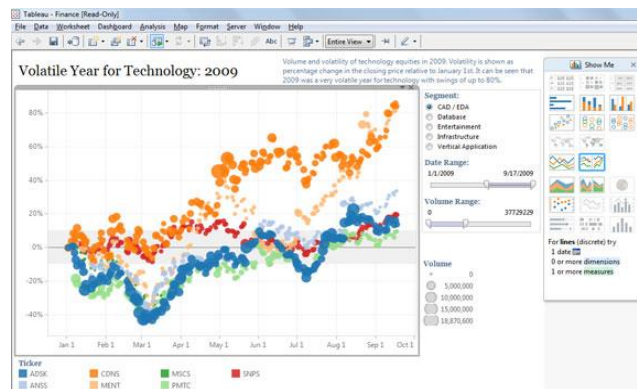 Tableau - Finance [Read-Only]
File Data Worksheet Dashboard Analysis Map Format Server Window Help
Abc Entire View
Volatile Year for Technology: 2009
Volume and volatility of technology equities in 2009. Volatility is shown as
percentage change in the closing price relative to January 1st. It can be seen that
2009 was a very volatile year for technology with swings of up to 80%.
80%
60%
40%
20%
0%
-20%
-40%
Jan 1 Feb 1 Mar 1 Apr 1 May 1 Jun 1 Jul 1 Aug 1 Sep 1 Oct 1
Ticker
ADSK CDNS MSCS SNPS
ANSS MENT PMTC
Segment:
CAD / EDA
Database
Entertainment
Infrastructure
Vertical Application
Date Range:
1/1/2009 9/17/2009
Volume Range:
0 37729229
Volume
0
5,000,000
10,000,000
15,000,000
18,870,600
Show Me
For lines (discrete) try
1 date
0 or more dimensions
1 or more measures